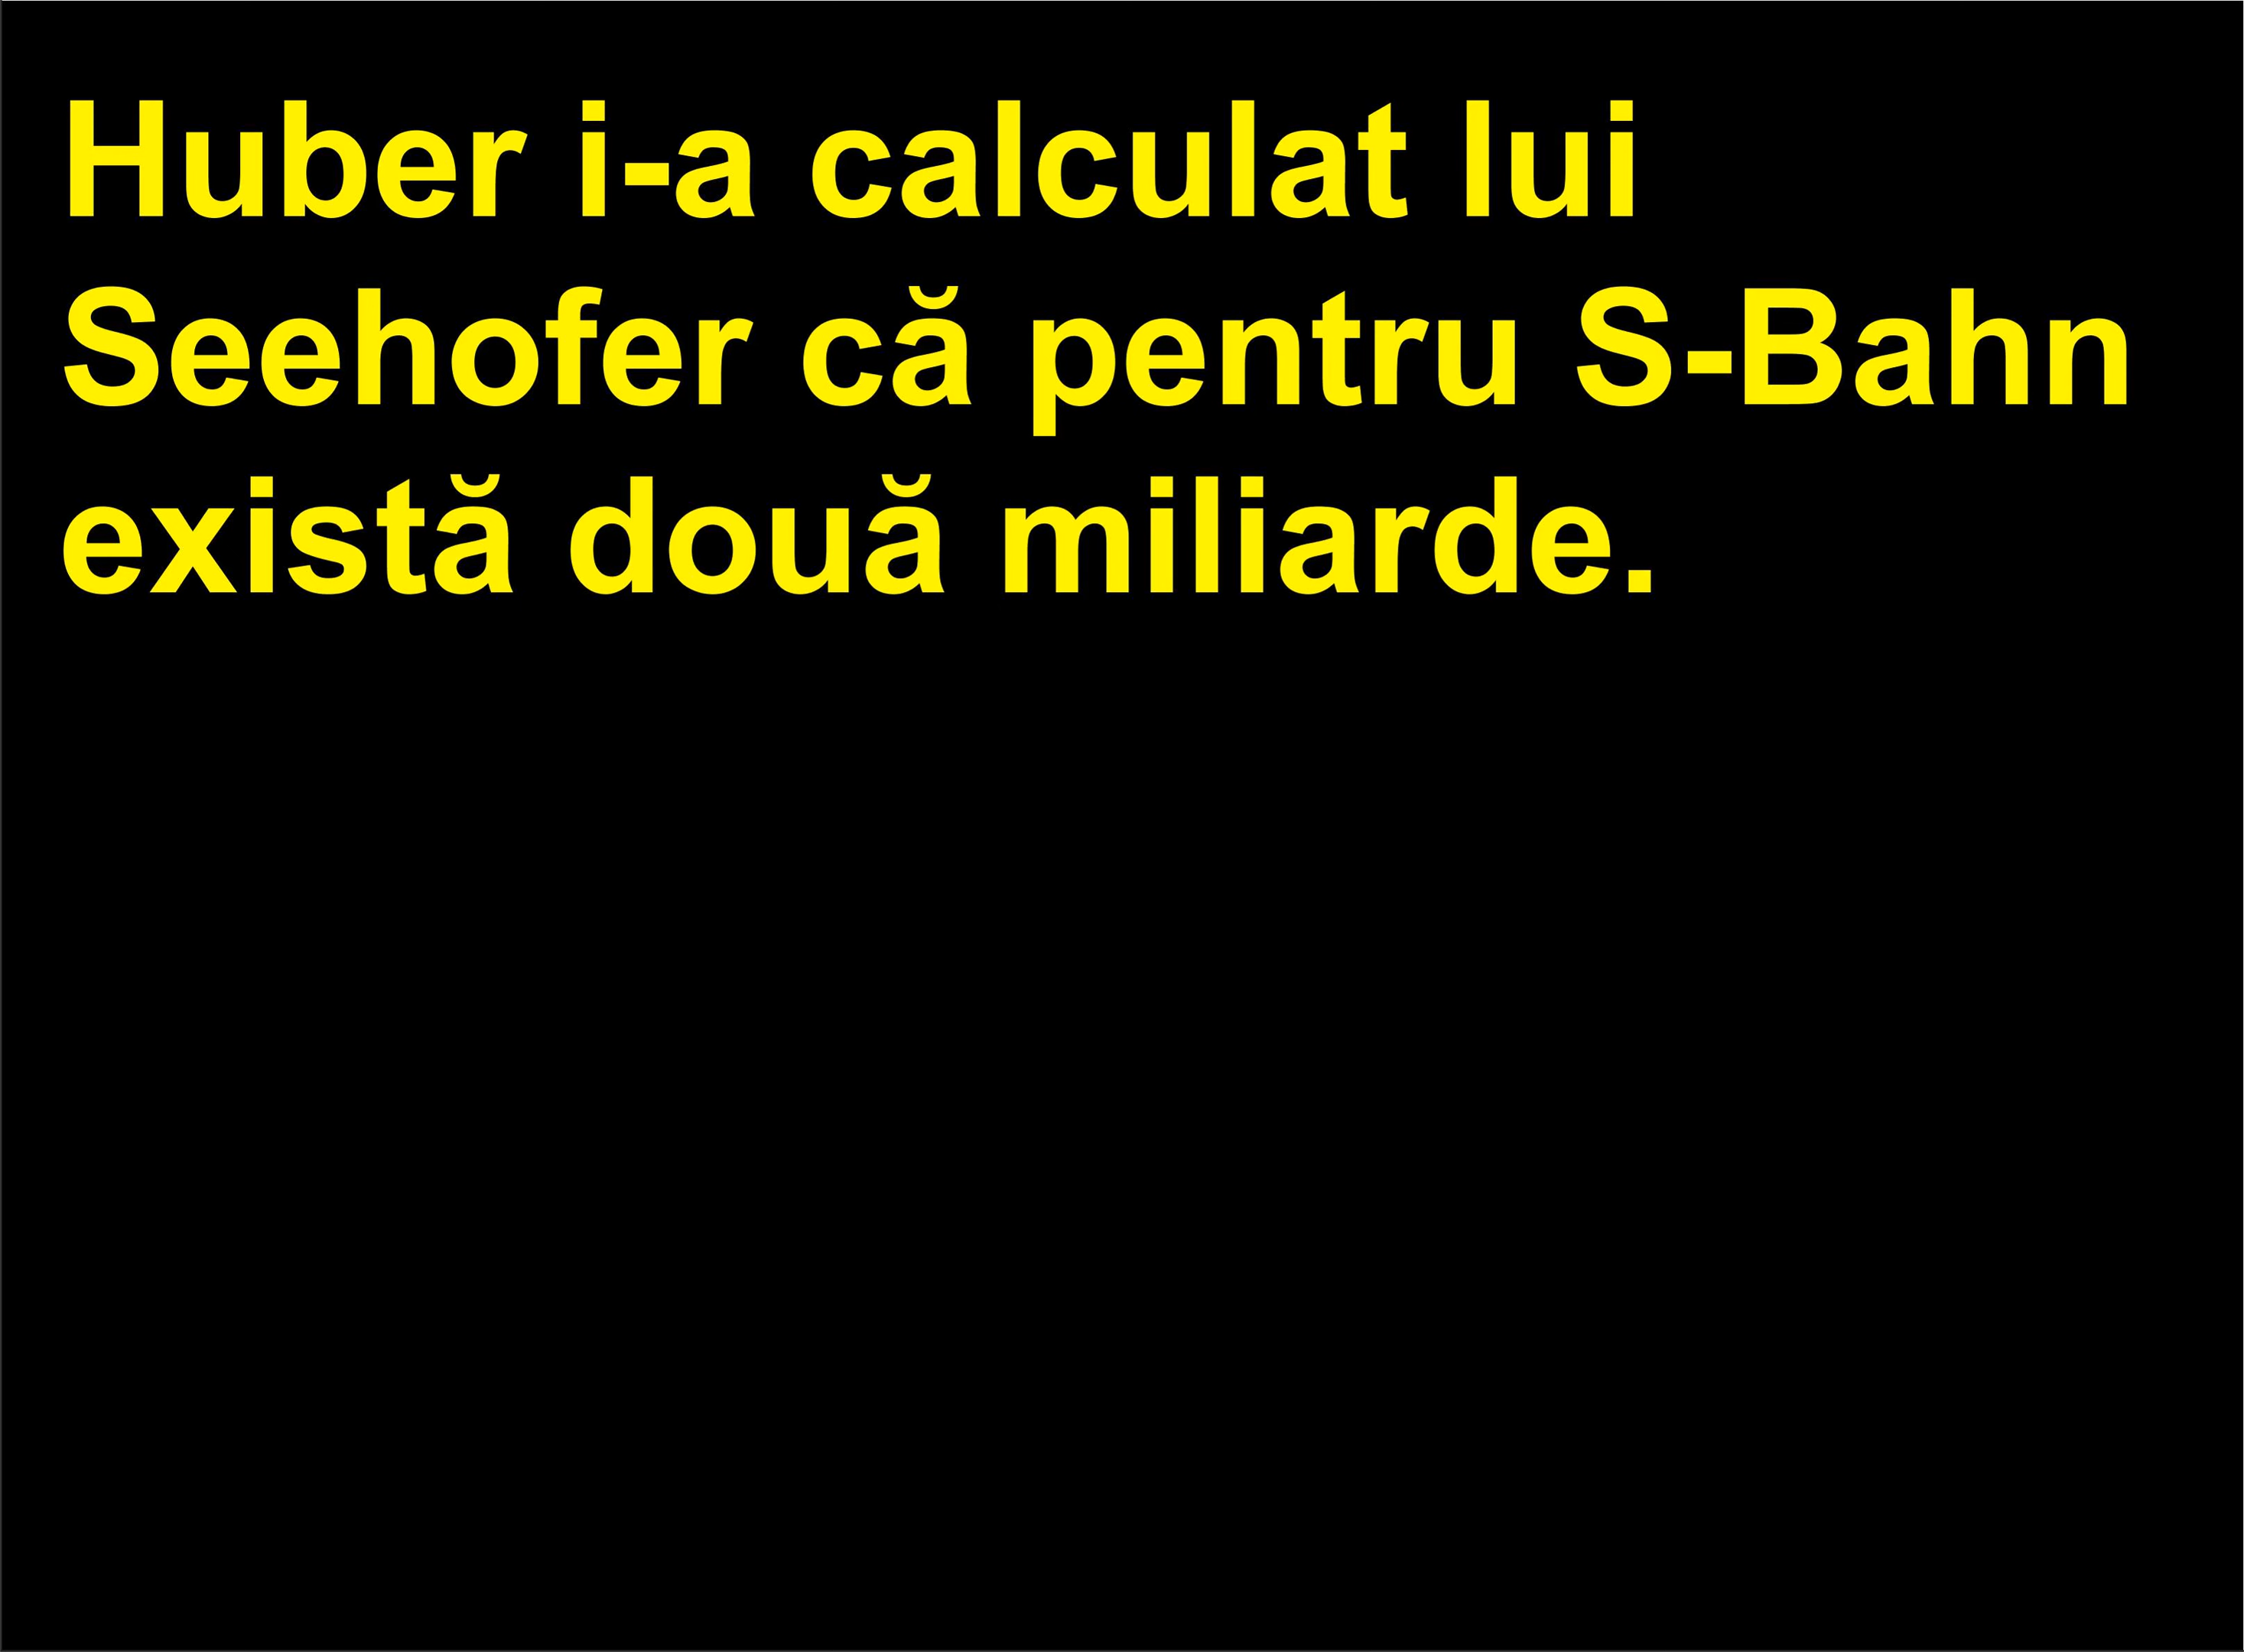 Huber i-a calculat lui
Seehofer că pentru S-Bahn
există două miliarde.